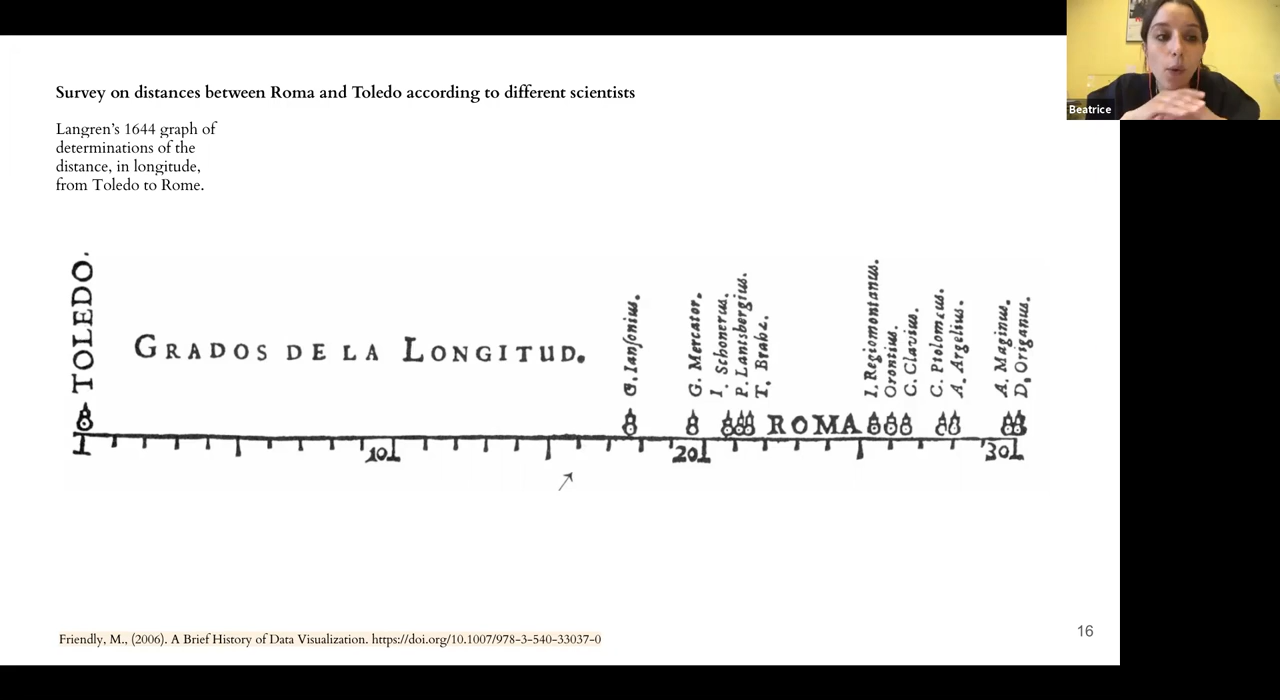 Survey on distances between Roma and Toledo according to different scientists
Langren's 1644 graph of
determinations of the
distance, in longitude,
from Toledo to Rome.
TOLEDO.
GRADOS DE LA LONGITUD.
G. Iansonius.
G. Mercator.
I. Schonerus.
P. Lantsbergius.
T. Brahe.
ROMA
I. Regiomontanus.
Orontius.
C. Clavius.
C. Ptolomeus.
A. Argelius.
A. Maginus.
D. Origanus.
1
10
20
30
Friendly, M., (2006). A Brief History of Data Visualization. https://doi.org/10.1007/978-3-540-33037-0
16
Beatrice